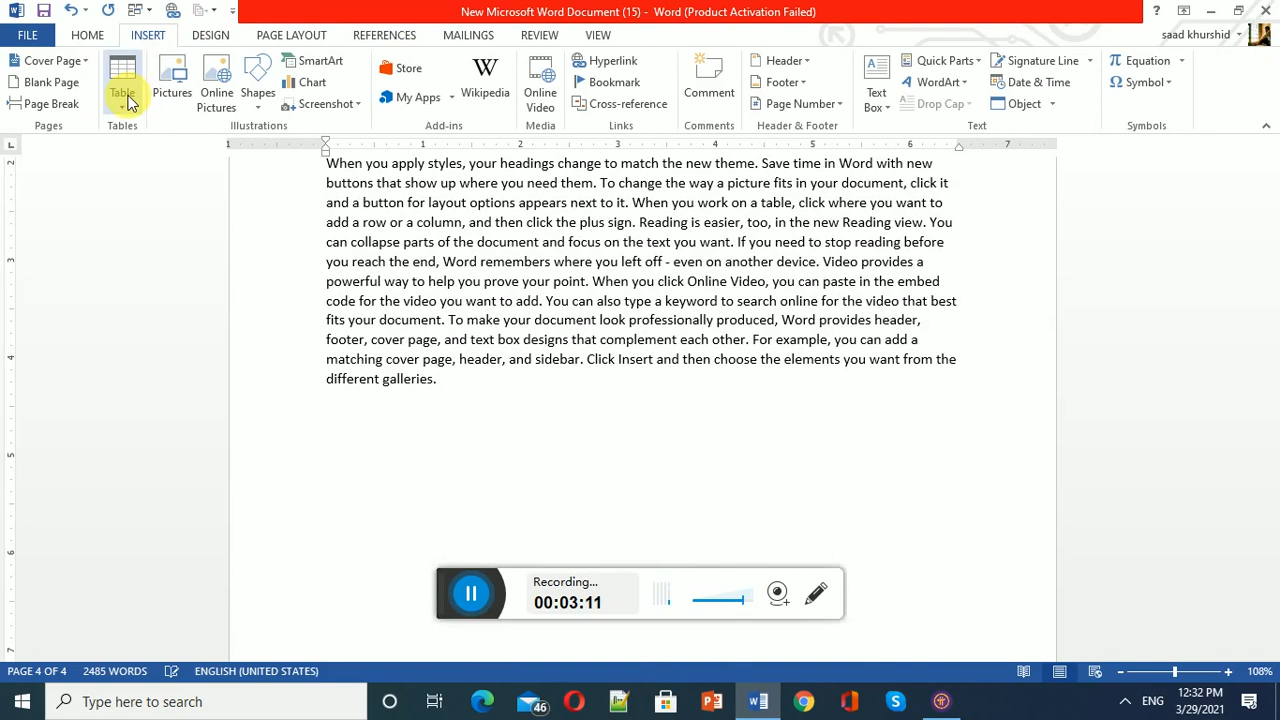 New Microsoft Word Document (15) - Word (Product Activation Failed)
FILE HOME INSERT DESIGN PAGE LAYOUT REFERENCES MAILINGS REVIEW VIEW saad khurshid
Cover Page
Blank Page
Page Break
Pages
Table
Tables
Pictures
Online Pictures
Shapes
SmartArt
Chart
Screenshot
Illustrations
Store
My Apps
Wikipedia
Add-ins
Online Video
Media
Hyperlink
Bookmark
Cross-reference
Links
Comment
Comments
Header
Footer
Page Number
Header & Footer
Text Box
Quick Parts
WordArt
Drop Cap
Signature Line
Date & Time
Object
Text
Equation
Symbol
Symbols
1 1 2 3 4 5 6 7
2
3
4
5
6
7
When you apply styles, your headings change to match the new theme. Save time in Word with new
buttons that show up where you need them. To change the way a picture fits in your document, click it
and a button for layout options appears next to it. When you work on a table, click where you want to
add a row or a column, and then click the plus sign. Reading is easier, too, in the new Reading view. You
can collapse parts of the document and focus on the text you want. If you need to stop reading before
you reach the end, Word remembers where you left off - even on another device. Video provides a
powerful way to help you prove your point. When you click Online Video, you can paste in the embed
code for the video you want to add. You can also type a keyword to search online for the video that best
fits your document. To make your document look professionally produced, Word provides header,
footer, cover page, and text box designs that complement each other. For example, you can add a
matching cover page, header, and sidebar. Click Insert and then choose the elements you want from the
different galleries.
Recording...
00:03:11
PAGE 4 OF 4 2485 WORDS ENGLISH (UNITED STATES) 108%
Type here to search
46
ENG
12:32 PM
3/29/2021
3